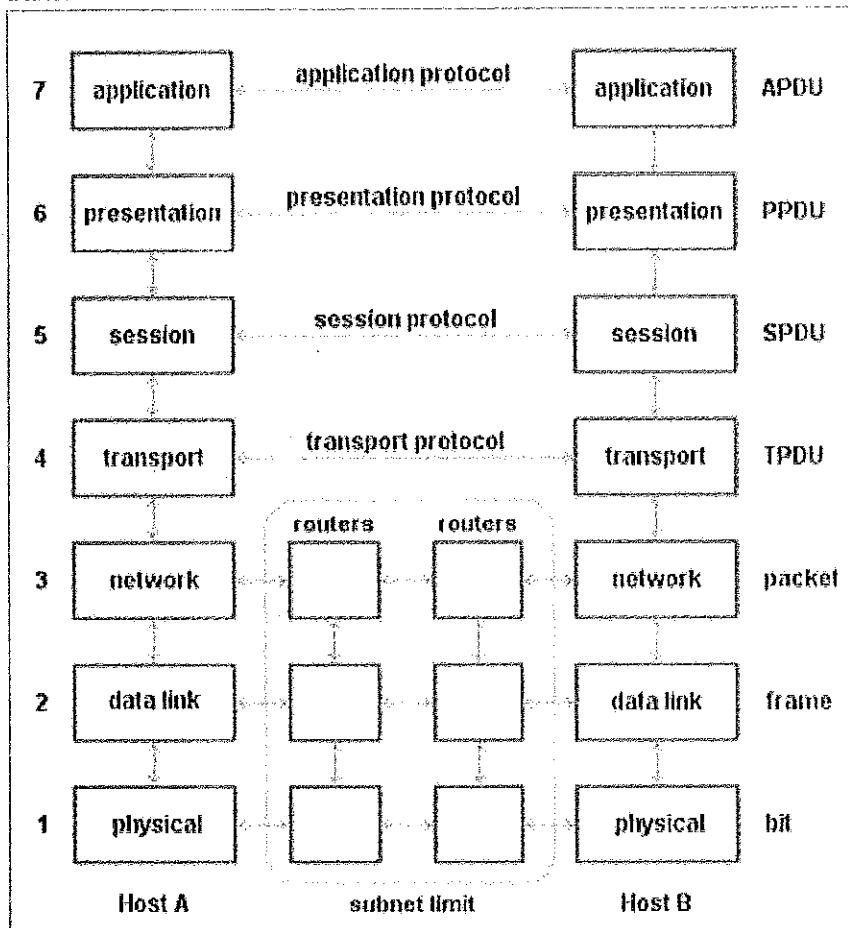 application protocol
7 application application APDU
presentation protocol
6 presentation presentation PPDU
session protocol
5 session session SPDU
transport protocol
4 transport transport TPDU
routers routers
3 network network packet
2 data link data link frame
1 physical physical bit
Host A subnet limit Host B